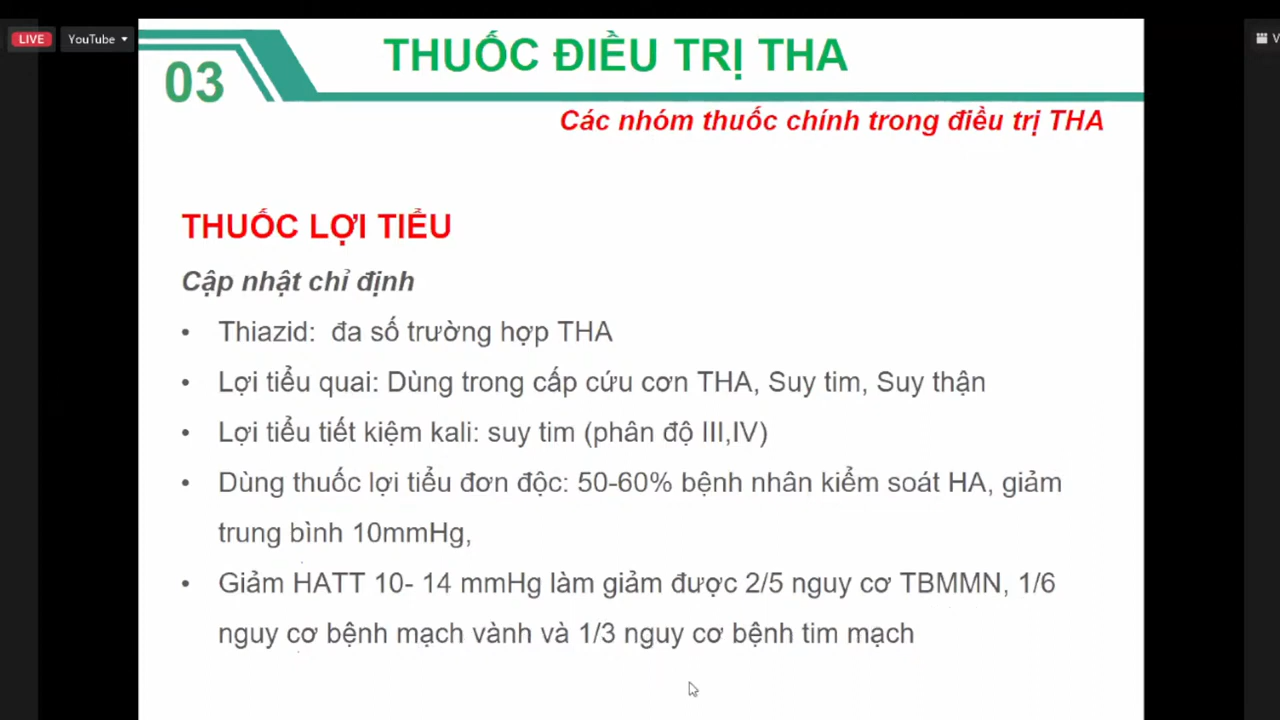 LIVE
YouTube
V
THUỐC ĐIỀU TRỊ THA
03
Các nhóm thuốc chính trong điều trị THA
THUỐC LỢI TIỂU
Cập nhật chỉ định
• Thiazid: đa số trường hợp THA
• Lợi tiểu quai: Dùng trong cấp cứu cơn THA, Suy tim, Suy thận
• Lợi tiểu tiết kiệm kali: suy tim (phân độ III,IV)
• Dùng thuốc lợi tiểu đơn độc: 50-60% bệnh nhân kiểm soát HA, giảm
trung bình 10mmHg,
• Giảm HATT 10- 14 mmHg làm giảm được 2/5 nguy cơ TBMMN, 1/6
nguy cơ bệnh mạch vành và 1/3 nguy cơ bệnh tim mạch